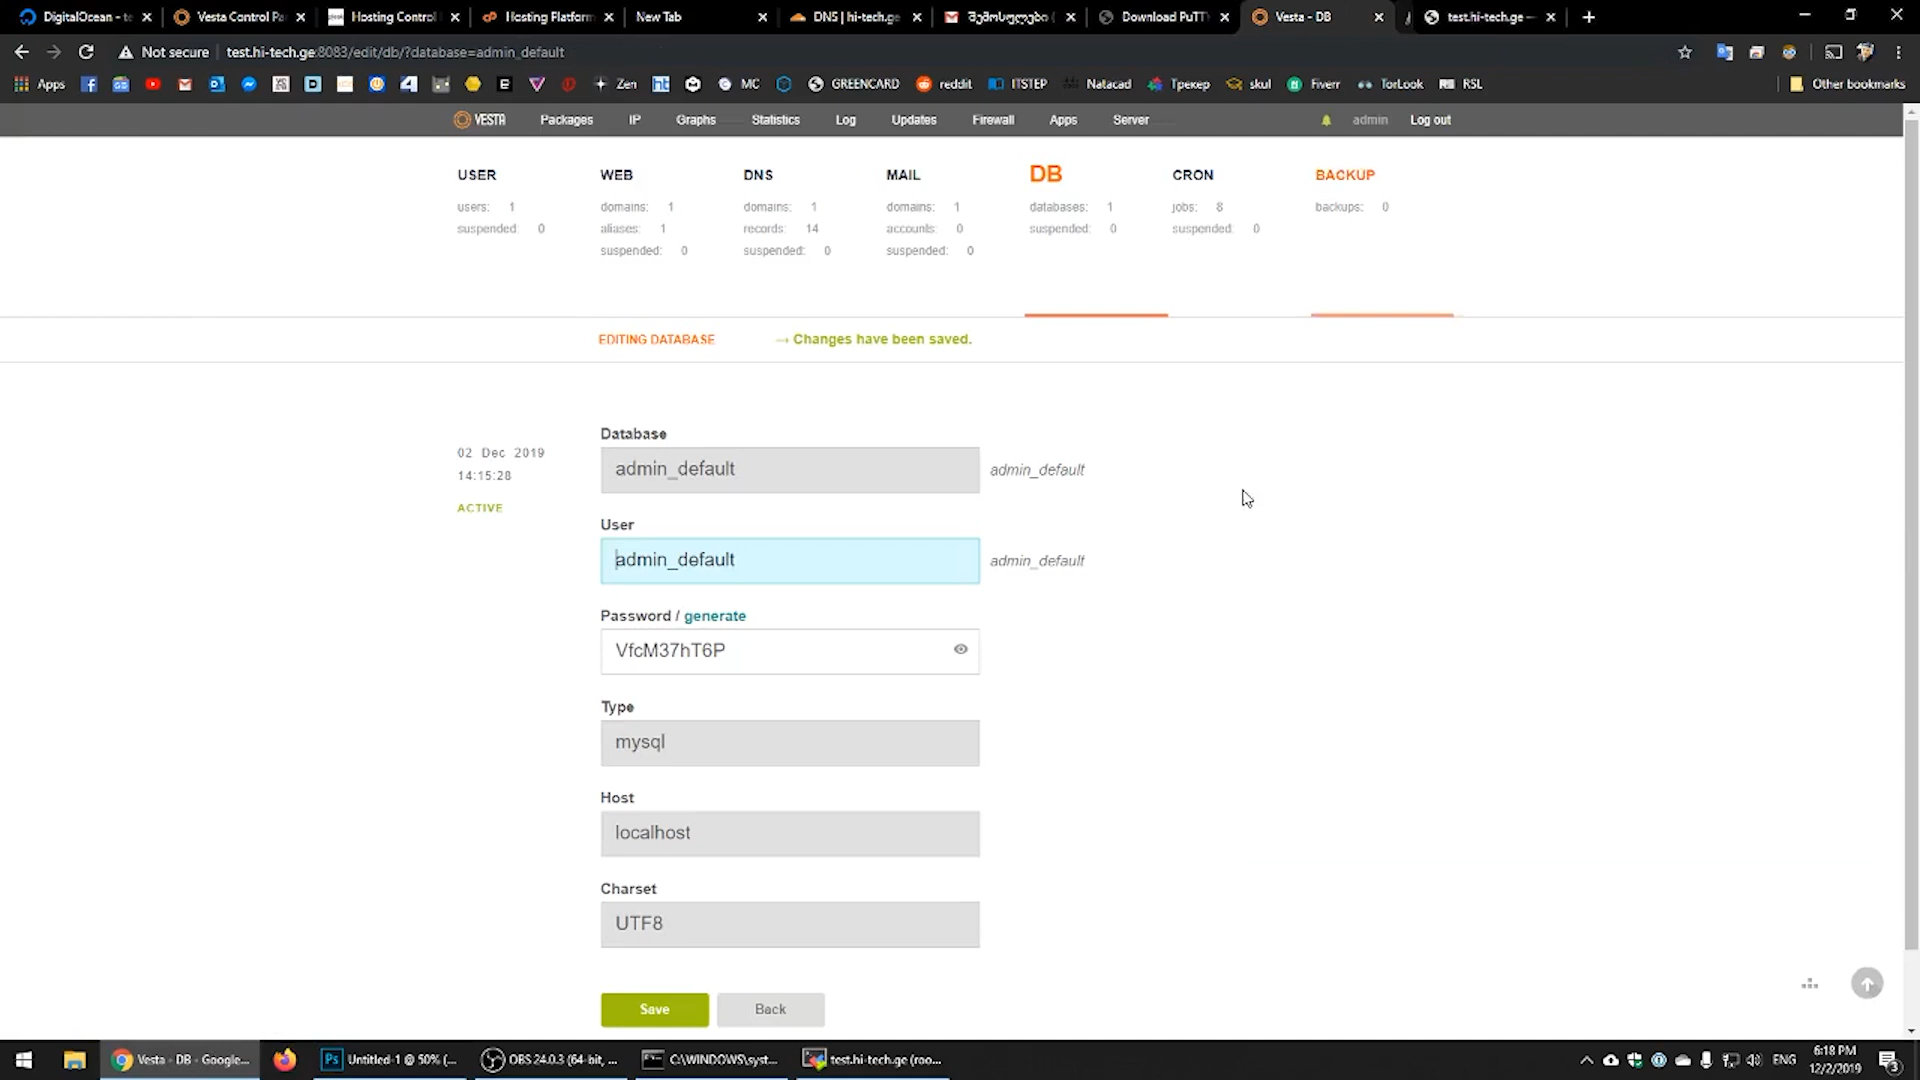 DigitalOcean - te
Vesta Control Pa
Hosting Control
Hosting Platform
New Tab
DNS | hi-tech.ge
შემოსულები (
Download PuTTY
Vesta - DB
test.hi-tech.ge —
Not secure
test.hi-tech.ge:8083/edit/db/?database=admin_default
Apps
Zen
MC
GREENCARD
reddit
ITSTEP
Natacad
Трекер
skul
Fiverr
TorLook
RSL
Other bookmarks
VESTA
Packages
IP
Graphs
Statistics
Log
Updates
Firewall
Apps
Server
admin
Log out
USER
users: 1
suspended: 0
WEB
domains: 1
aliases: 1
suspended: 0
DNS
domains: 1
records: 14
suspended: 0
MAIL
domains: 1
accounts: 0
suspended: 0
DB
databases: 1
suspended: 0
CRON
jobs: 8
suspended: 0
BACKUP
backups: 0
EDITING DATABASE
→ Changes have been saved.
02 Dec 2019
14:15:28
ACTIVE
Database
admin_default
admin_default
User
admin_default
admin_default
Password / generate
VfcM37hT6P
Type
mysql
Host
localhost
Charset
UTF8
Save
Back
Vesta - DB - Google...
Untitled-1 @ 50% (...
OBS 24.0.3 (64-bit, ...
C:\WINDOWS\syst...
test.hi-tech.ge (roo...
ENG
6:18 PM
12/2/2019
3